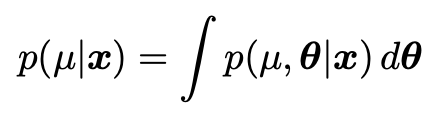 p(μ|𝒙) = ∫ p(μ, 𝜽|𝒙) d𝜽